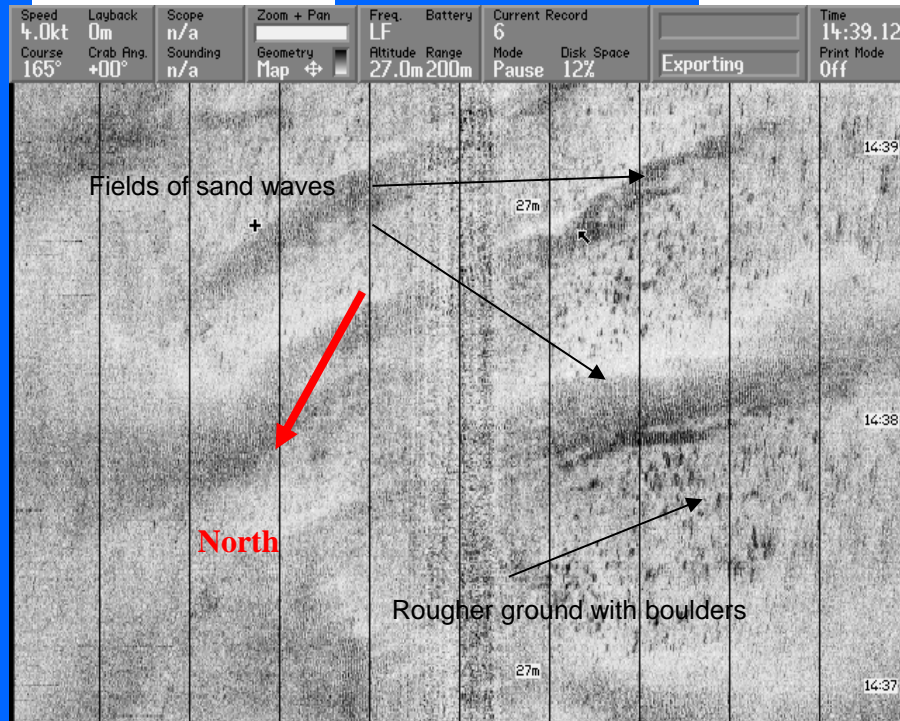 Speed Layback Scope Zoom + Pan Freq. Battery Current Record Time
4.0kt 0m n/a LF 6 14:39.12
Course Crab Ang. Sounding Geometry Altitude Range Mode Disk Space Exporting Print Mode
165° +00° n/a Map 27.0m 200m Pause 12% Off
14:39
Fields of sand waves
27m
14:38
North
Rougher ground with boulders
27m
14:37